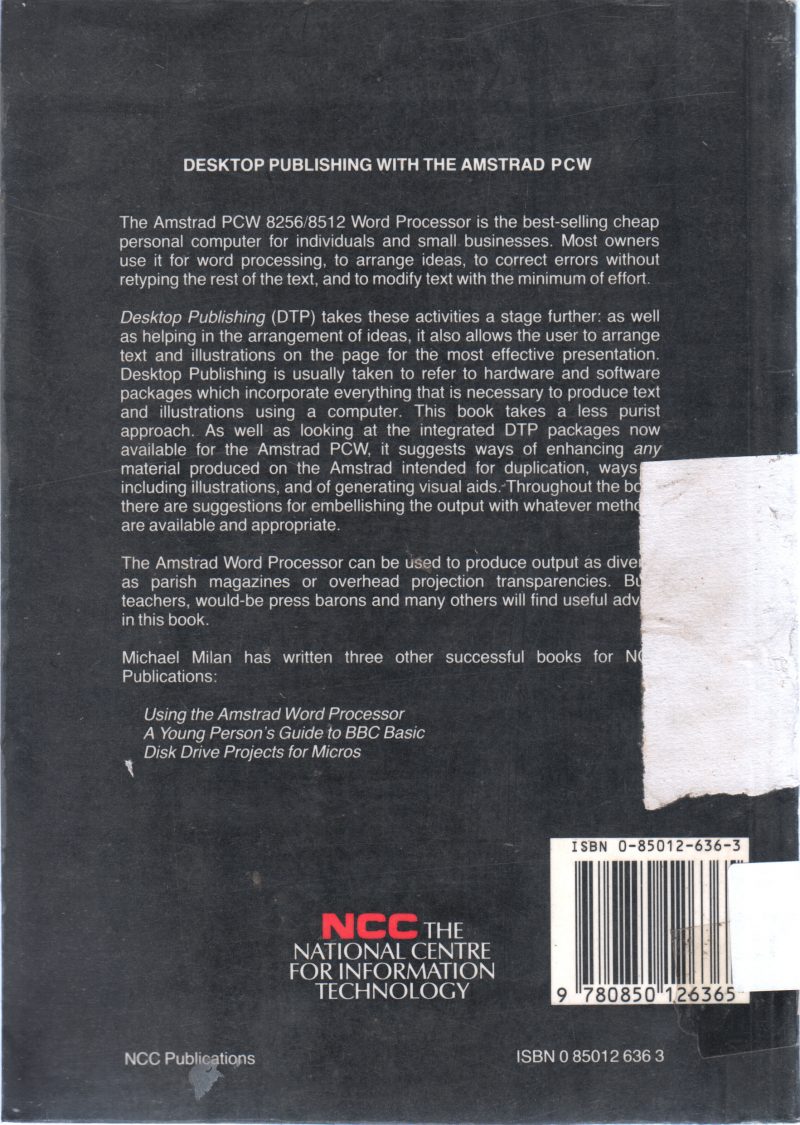 DESKTOP PUBLISHING WITH THE AMSTRAD PCW
The Amstrad PCW 8256/8512 Word Processor is the best-selling cheap
personal computer for individuals and small businesses. Most owners
use it for word processing, to arrange ideas, to correct errors without
retyping the rest of the text, and to modify text with the minimum of effort.
Desktop Publishing (DTP) takes these activities a stage further: as well
as helping in the arrangement of ideas, it also allows the user to arrange
text and illustrations on the page for the most effective presentation.
Desktop Publishing is usually taken to refer to hardware and software
packages which incorporate everything that is necessary to produce text
and illustrations using a computer. This book takes a less purist
approach. As well as looking at the integrated DTP packages now
available for the Amstrad PCW, it suggests ways of enhancing any
material produced on the Amstrad intended for duplication, ways
including illustrations, and of generating visual aids. Throughout the
there are suggestions for embellishing the output with whatever
are available and appropriate.
The Amstrad Word Processor can be used to produce output as
as parish magazines or overhead projection transparencies.
teachers, would-be press barons and many others will find useful
in this book.
Michael Milan has written three other successful books for
Publications:
Using the Amstrad Word Processor
A Young Person's Guide to BBC Basic
Disk Drive Projects for Micros
ISBN 0-85012-636-3
9 780850 126365
NCC THE
NATIONAL CENTRE
FOR INFORMATION
TECHNOLOGY
NCC Publications
ISBN 0 85012 636 3